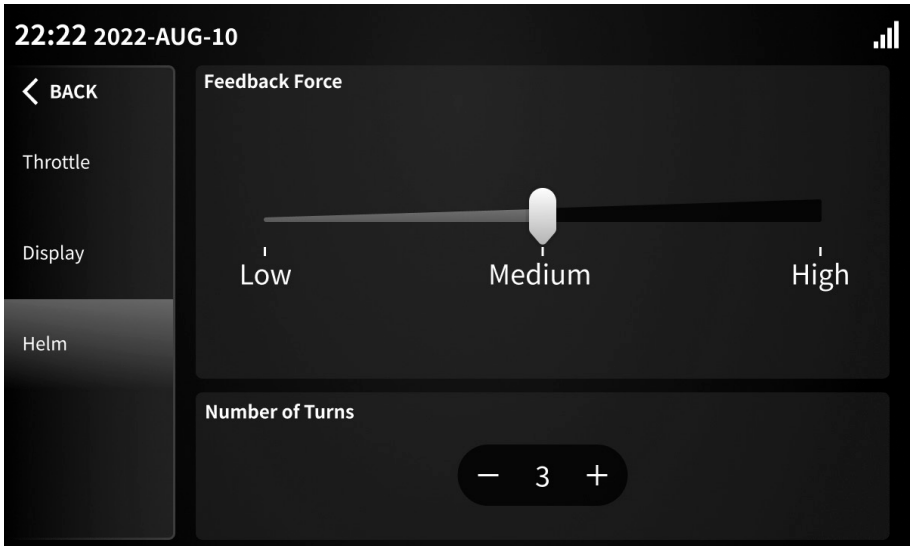 22:22 2022-AUG-10
BACK
Throttle
Display
Helm
Feedback Force
Low Medium High
Number of Turns
− 3 +